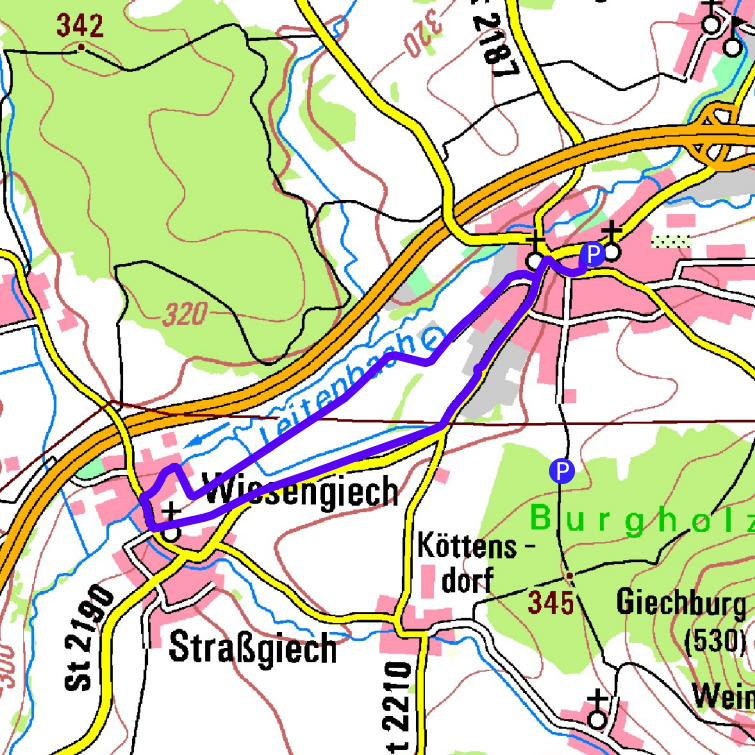 342
320
St 2187
P
320
Leitenbach
Wiesengiech
P
Burgholz
Köttens-
dorf
345
Giechburg
(530)
St 2190
Straßgiech
t 2210
Wein
300